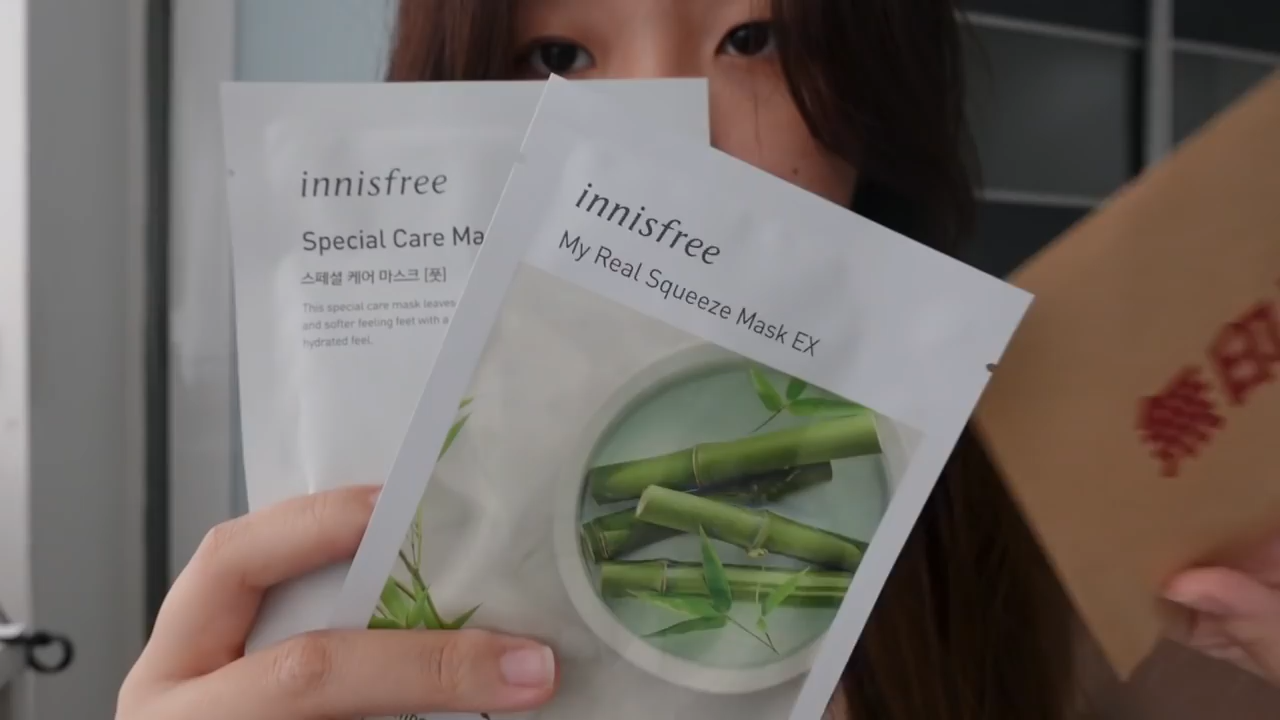 innisfree
Special Care Ma
스페셜 케어 마스크 [풋]
This special care mask leaves
and softer feeling feet with a
hydrated feel.
innisfree
My Real Squeeze Mask EX